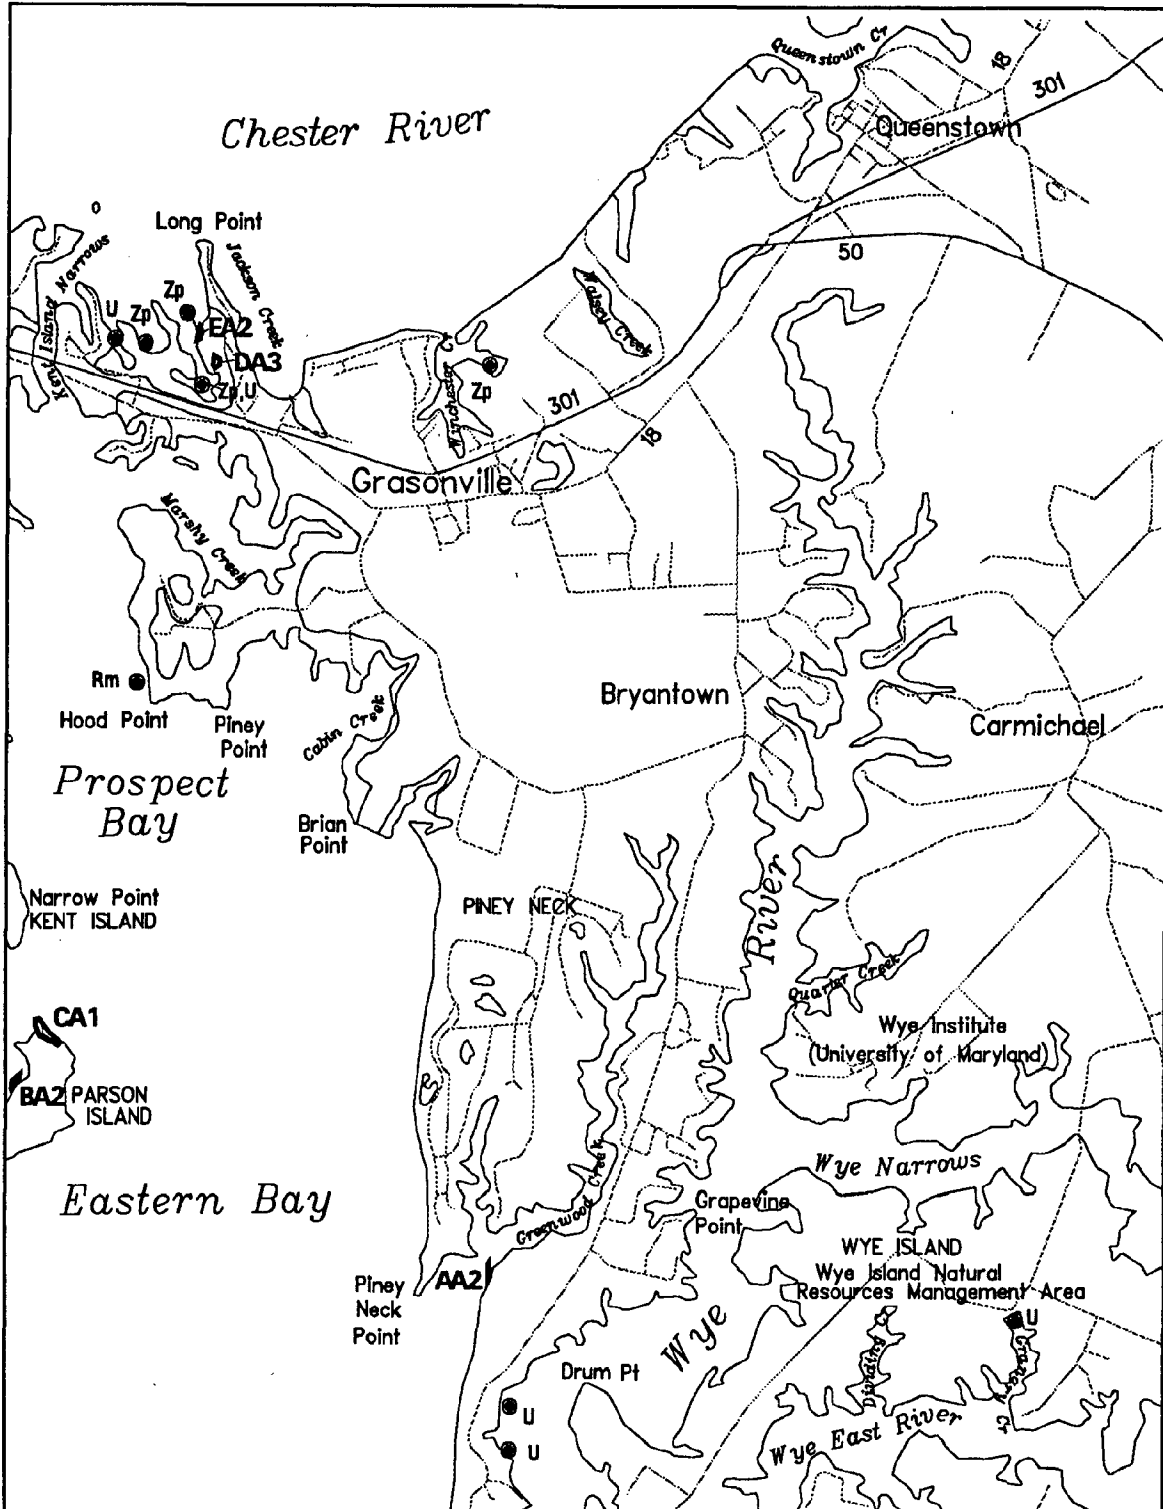 Queenstown Cr
18
301
Chester River
Queenstown
Long Point
Kent Island Narrows
Jackson Creek
50
Walsey Creek
Zp
U
Zp
EA2
DA3
Zp,U
Winchester Cr
Zp
301
18
Grasonville
Marshy Creek
Rm
Hood Point
Piney
Point
Cabin Creek
Bryantown
Carmichael
Prospect
Bay
Brian
Point
Narrow Point
KENT ISLAND
PINEY NECK
River
Quarter Creek
CA1
Wye Institute
(University of Maryland)
BA2
PARSON
ISLAND
Wye Narrows
Eastern Bay
Greenwood Creek
Grapevine
Point
WYE ISLAND
Wye Island Natural
Resources Management Area
AA2
Piney
Neck
Point
Wye
U
Drum Pt
Dividing Cr
Granary Cr
U
U
Wye East River